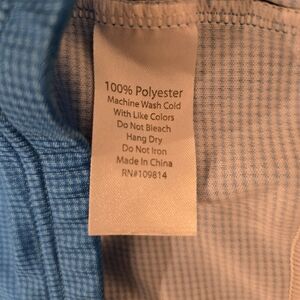 100% Polyester
Machine Wash Cold
With Like Colors
Do Not Bleach
Hang Dry
Do Not Iron
Made In China
RN#109814